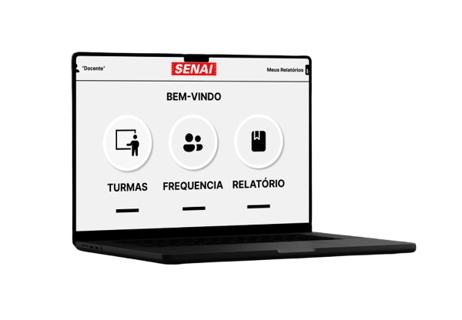 "Docente"
SENAI
Meus Relatórios
BEM-VINDO
TURMAS
FREQUENCIA
RELATÓRIO